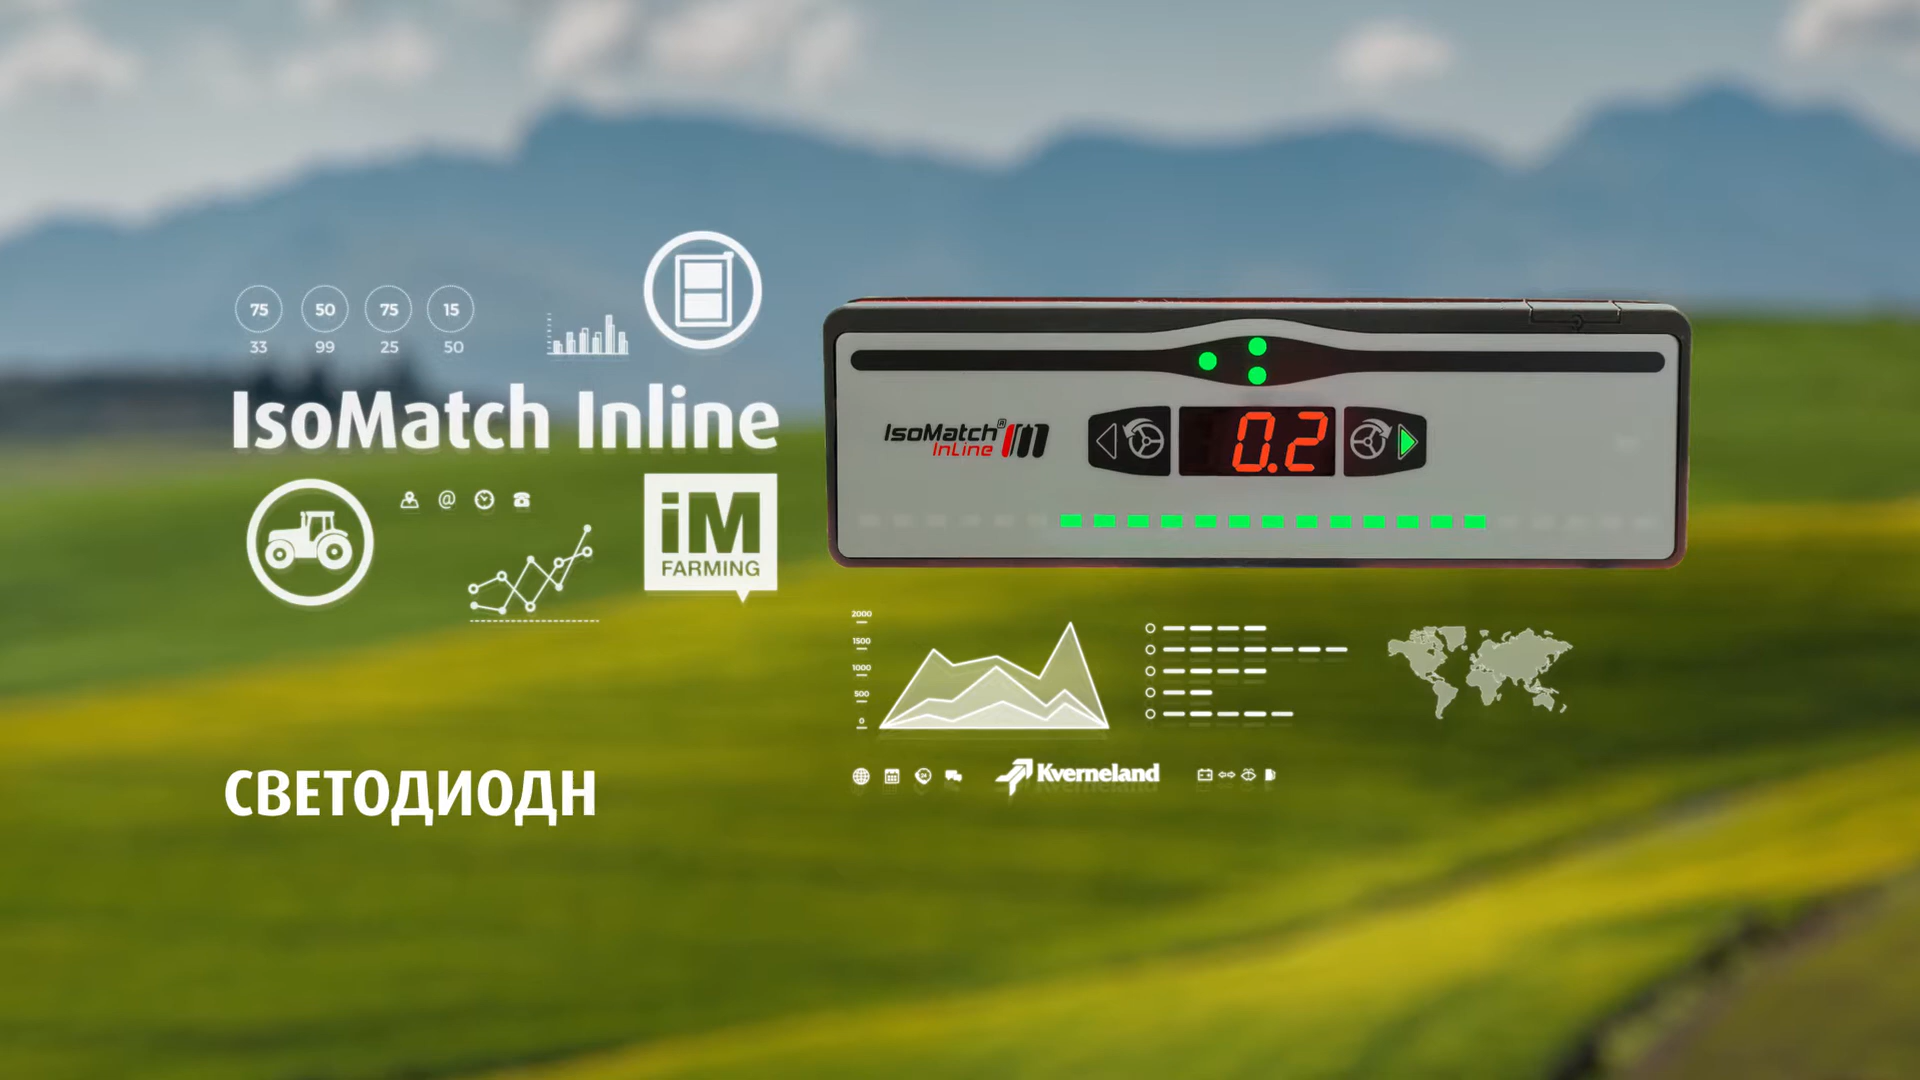 75 50 75 15
33 99 25 50
IsoMatch Inline
iM
FARMING
СВЕТОДИОДН
IsoMatch®
InLine
0.2
2000
1500
1000
500
0
Kverneland